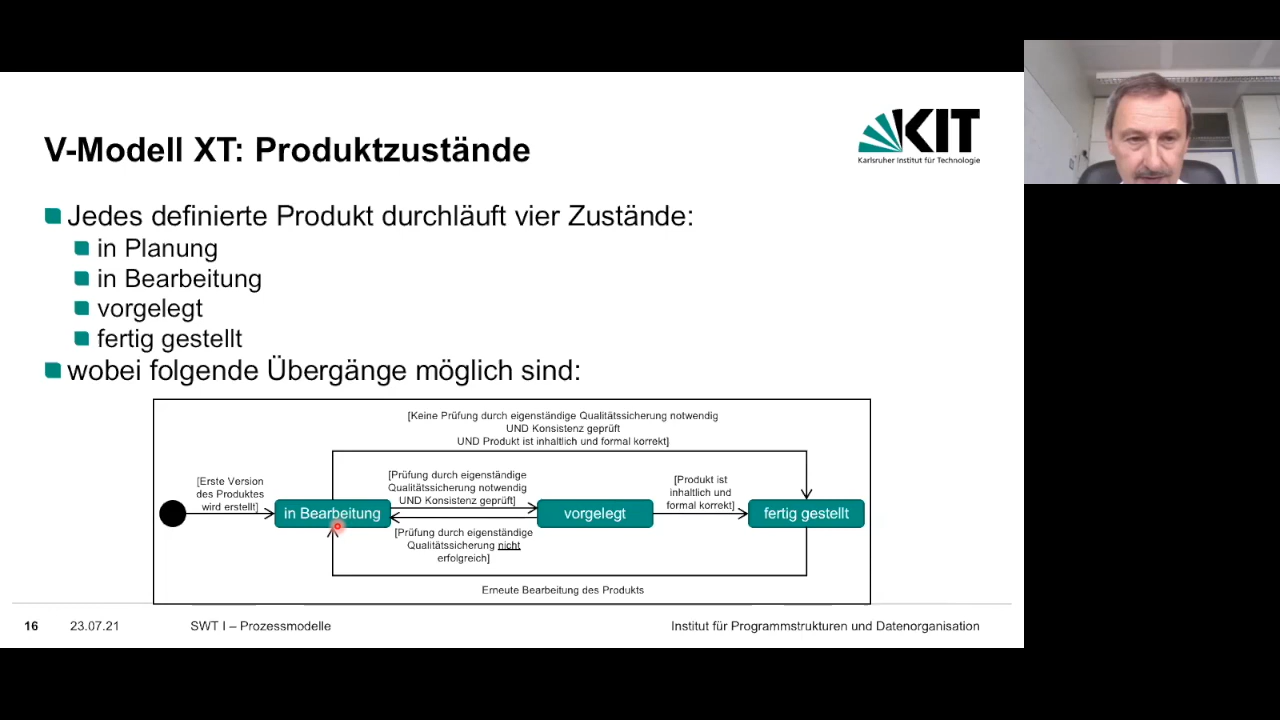 V-Modell XT: Produktzustände
KIT
Karlsruher Institut für Technologie
Jedes definierte Produkt durchläuft vier Zustände:
in Planung
in Bearbeitung
vorgelegt
fertig gestellt
wobei folgende Übergänge möglich sind:
[Keine Prüfung durch eigenständige Qualitätssicherung notwendig
UND Konsistenz geprüft
UND Produkt ist inhaltlich und formal korrekt]
[Erste Version
des Produktes
wird erstellt]
[Prüfung durch eigenständige
Qualitätssicherung notwendig
UND Konsistenz geprüft]
[Produkt ist
inhaltlich und
formal korrekt]
in Bearbeitung
vorgelegt
fertig gestellt
[Prüfung durch eigenständige
Qualitätssicherung nicht
erfolgreich]
Erneute Bearbeitung des Produkts
16 23.07.21 SWT I – Prozessmodelle Institut für Programmstrukturen und Datenorganisation